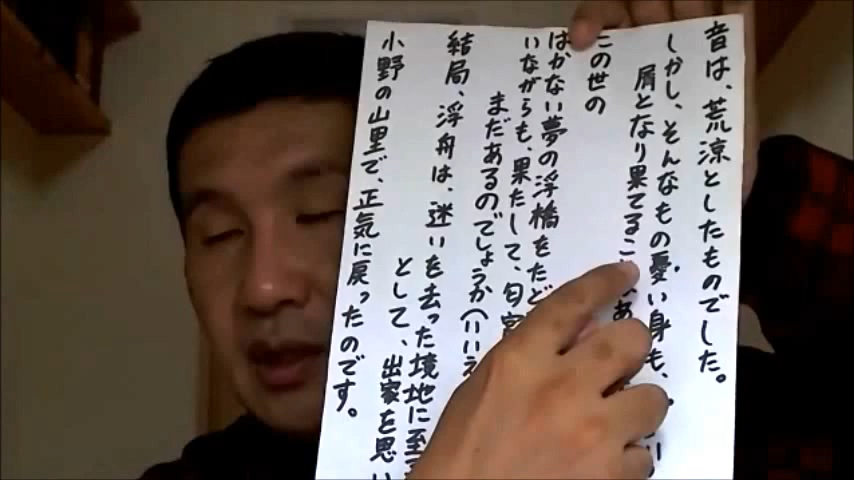 音は、荒涼としたものでした。
しかし、そんなもの憂い身も、
屑となり果てるこ
この世の
はかない夢の浮橋をたど
いながらも、果たして、匂宮
まだあるのでしょうか(いいえ
結局、浮舟は、迷いを去った境地に至
として、出家を思い
小野の山里で、正気に戻ったのです。